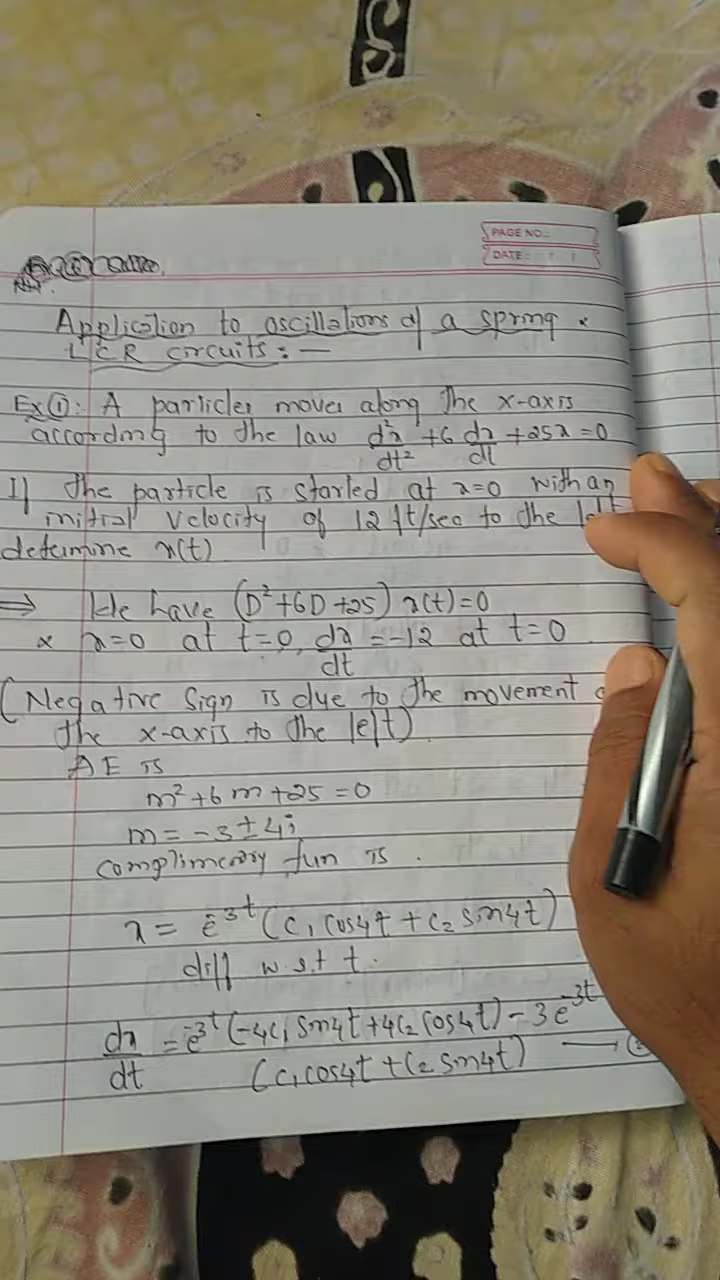 PAGE NO.:
DATE: / /
Application to oscillations of a spring &
LCR circuits:—
Ex①: A particles moves along the x-axis
according to the law d²x/dt² +6 dx/dt +25x=0
If the particle is started at x=0 with an
initial velocity of 12 ft/sec to the left
determine x(t)
⇒ We have (D²+6D+25) x(t)=0
& x=0 at t=0, dx/dt =-12 at t=0
(Negative sign is due to the movement
the x-axis to the left)
AE is
m²+6m+25=0
m=-3±4i
complimenary fun is.
x= e^-3t (c₁ cos4t + c₂ sin4t)
diff w.r.t t.
dx/dt = e^-3t (-4c₁ sin4t+4c₂ cos4t) - 3e^-3t
(c₁ cos4t + c₂ sin4t) —